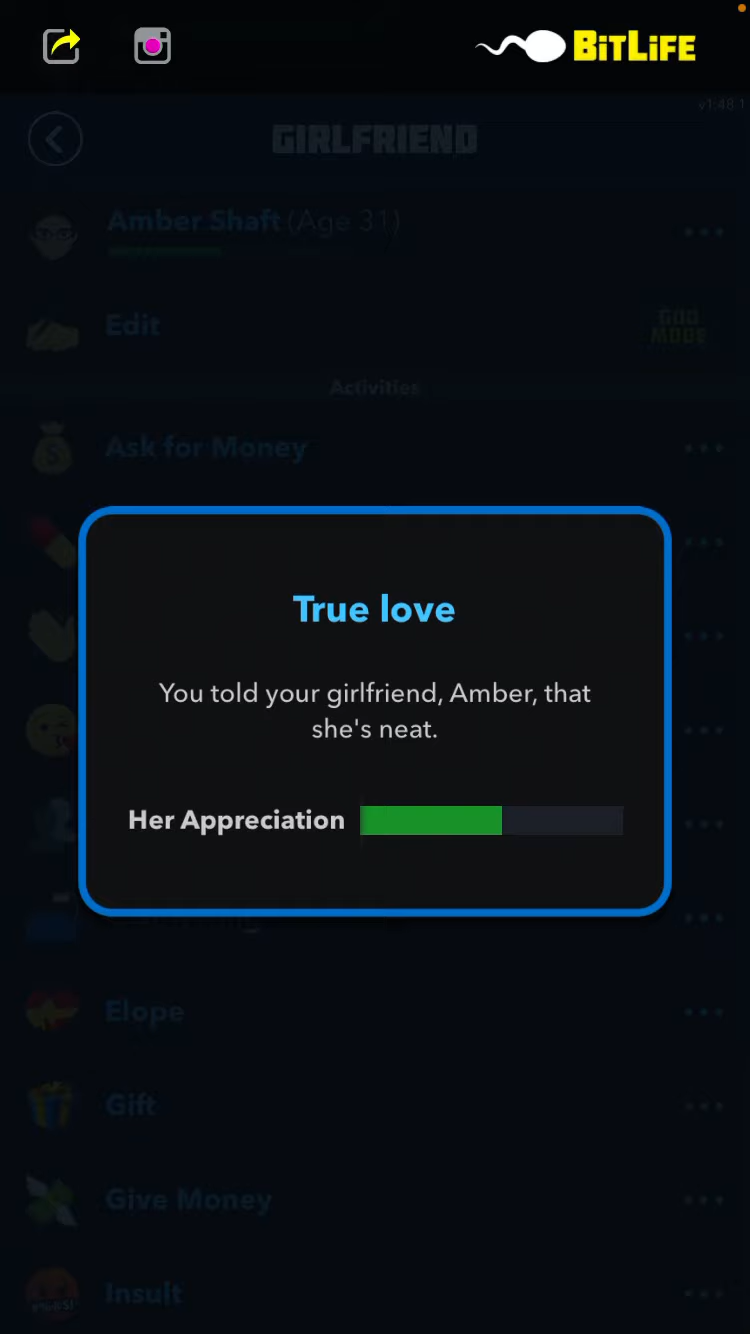 BitLiFE
v1.48.1
GIRLFRIEND
Amber Shaft (Age 31)
Edit
GOD
MODE
Activities
Ask for Money
True love
You told your girlfriend, Amber, that
she's neat.
Her Appreciation
Elope
Gift
Give Money
Insult